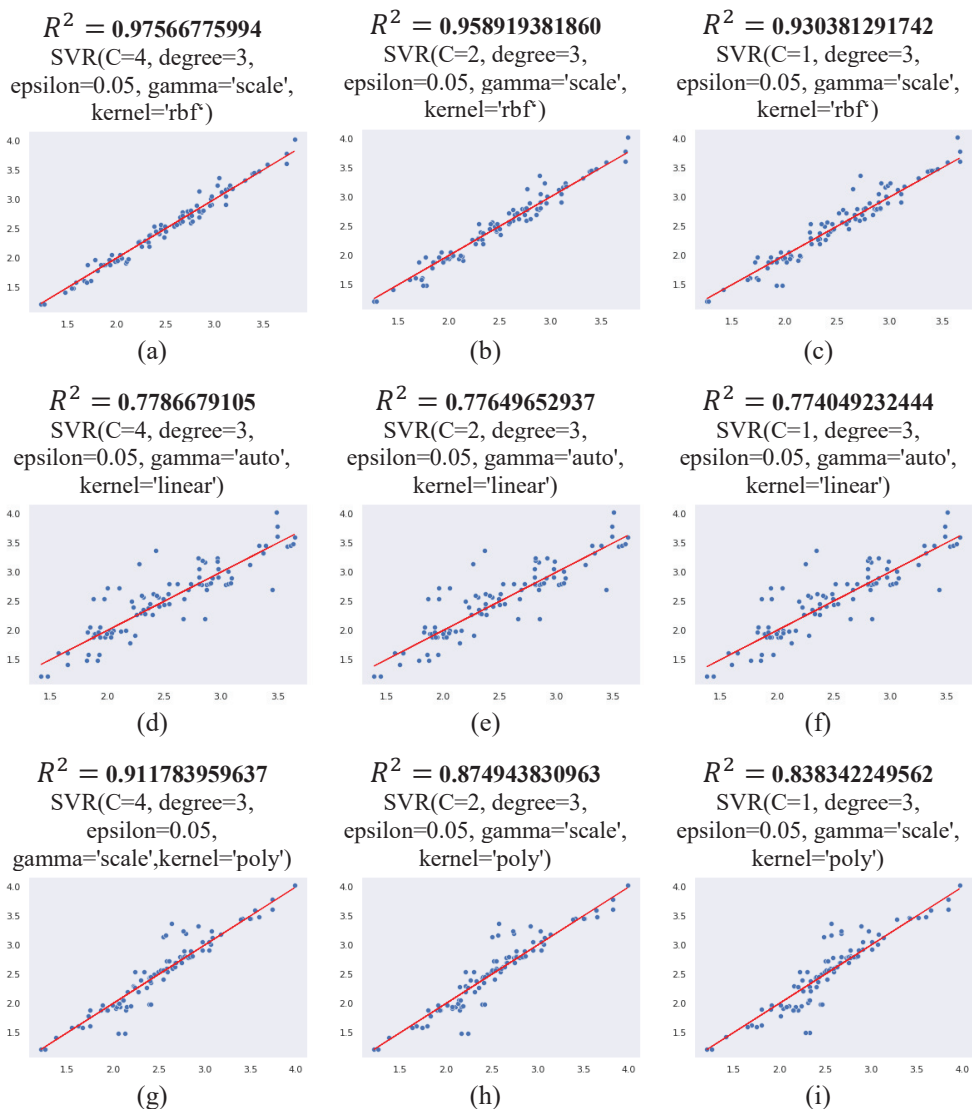 R² = 0.97566775994
SVR(C=4, degree=3,
epsilon=0.05, gamma='scale',
kernel='rbf‘)
4.0
3.5
3.0
2.5
2.0
1.5
1.5 2.0 2.5 3.0 3.5
(a)
R² = 0.958919381860
SVR(C=2, degree=3,
epsilon=0.05, gamma='scale',
kernel='rbf‘)
4.0
3.5
3.0
2.5
2.0
1.5
1.5 2.0 2.5 3.0 3.5
(b)
R² = 0.930381291742
SVR(C=1, degree=3,
epsilon=0.05, gamma='scale',
kernel='rbf‘)
4.0
3.5
3.0
2.5
2.0
1.5
1.5 2.0 2.5 3.0 3.5
(c)
R² = 0.7786679105
SVR(C=4, degree=3,
epsilon=0.05, gamma='auto',
kernel='linear')
4.0
3.5
3.0
2.5
2.0
1.5
1.5 2.0 2.5 3.0 3.5
(d)
R² = 0.77649652937
SVR(C=2, degree=3,
epsilon=0.05, gamma='auto',
kernel='linear')
4.0
3.5
3.0
2.5
2.0
1.5
1.5 2.0 2.5 3.0 3.5
(e)
R² = 0.774049232444
SVR(C=1, degree=3,
epsilon=0.05, gamma='auto',
kernel='linear')
4.0
3.5
3.0
2.5
2.0
1.5
1.5 2.0 2.5 3.0 3.5
(f)
R² = 0.911783959637
SVR(C=4, degree=3,
epsilon=0.05,
gamma='scale',kernel='poly')
4.0
3.5
3.0
2.5
2.0
1.5
1.5 2.0 2.5 3.0 3.5 4.0
(g)
R² = 0.874943830963
SVR(C=2, degree=3,
epsilon=0.05, gamma='scale',
kernel='poly')
4.0
3.5
3.0
2.5
2.0
1.5
1.5 2.0 2.5 3.0 3.5 4.0
(h)
R² = 0.838342249562
SVR(C=1, degree=3,
epsilon=0.05, gamma='scale',
kernel='poly')
4.0
3.5
3.0
2.5
2.0
1.5
1.5 2.0 2.5 3.0 3.5 4.0
(i)